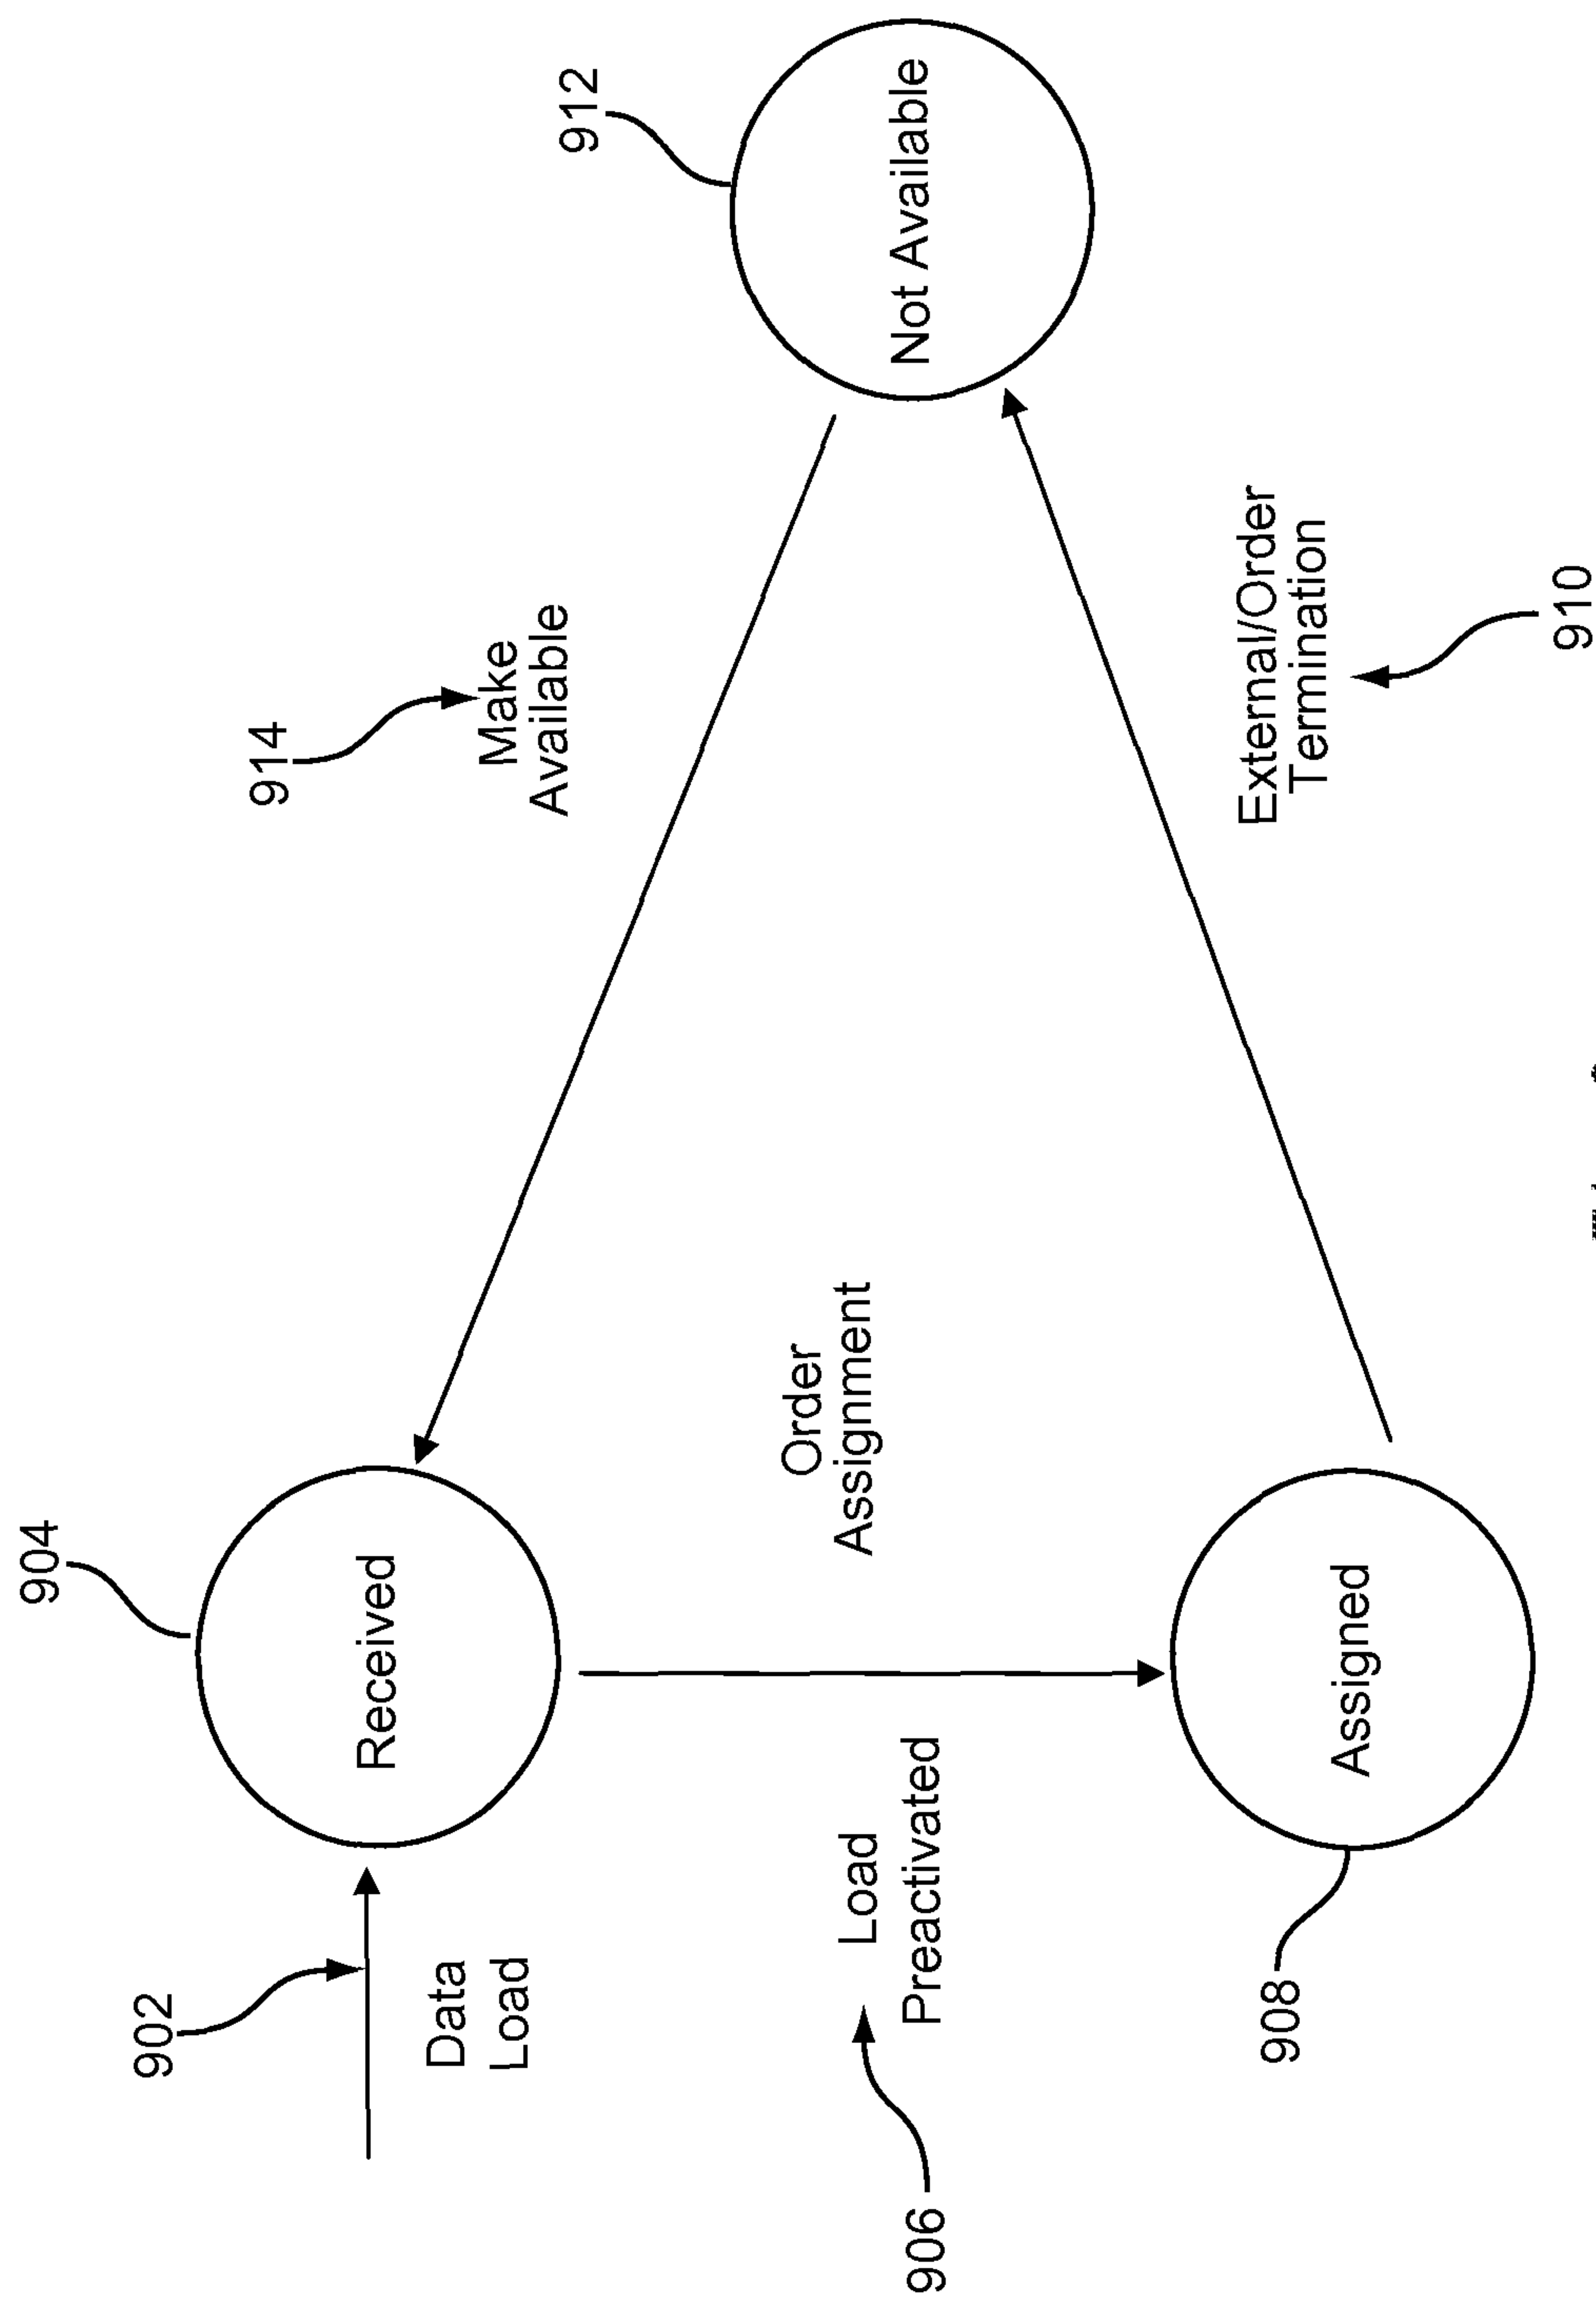 904
902
914
Received
Data
Load
Make
Available
912
Order
Assignment
Load
Preactivated
Not Available
906
External/Order
Termination
908
Assigned
910